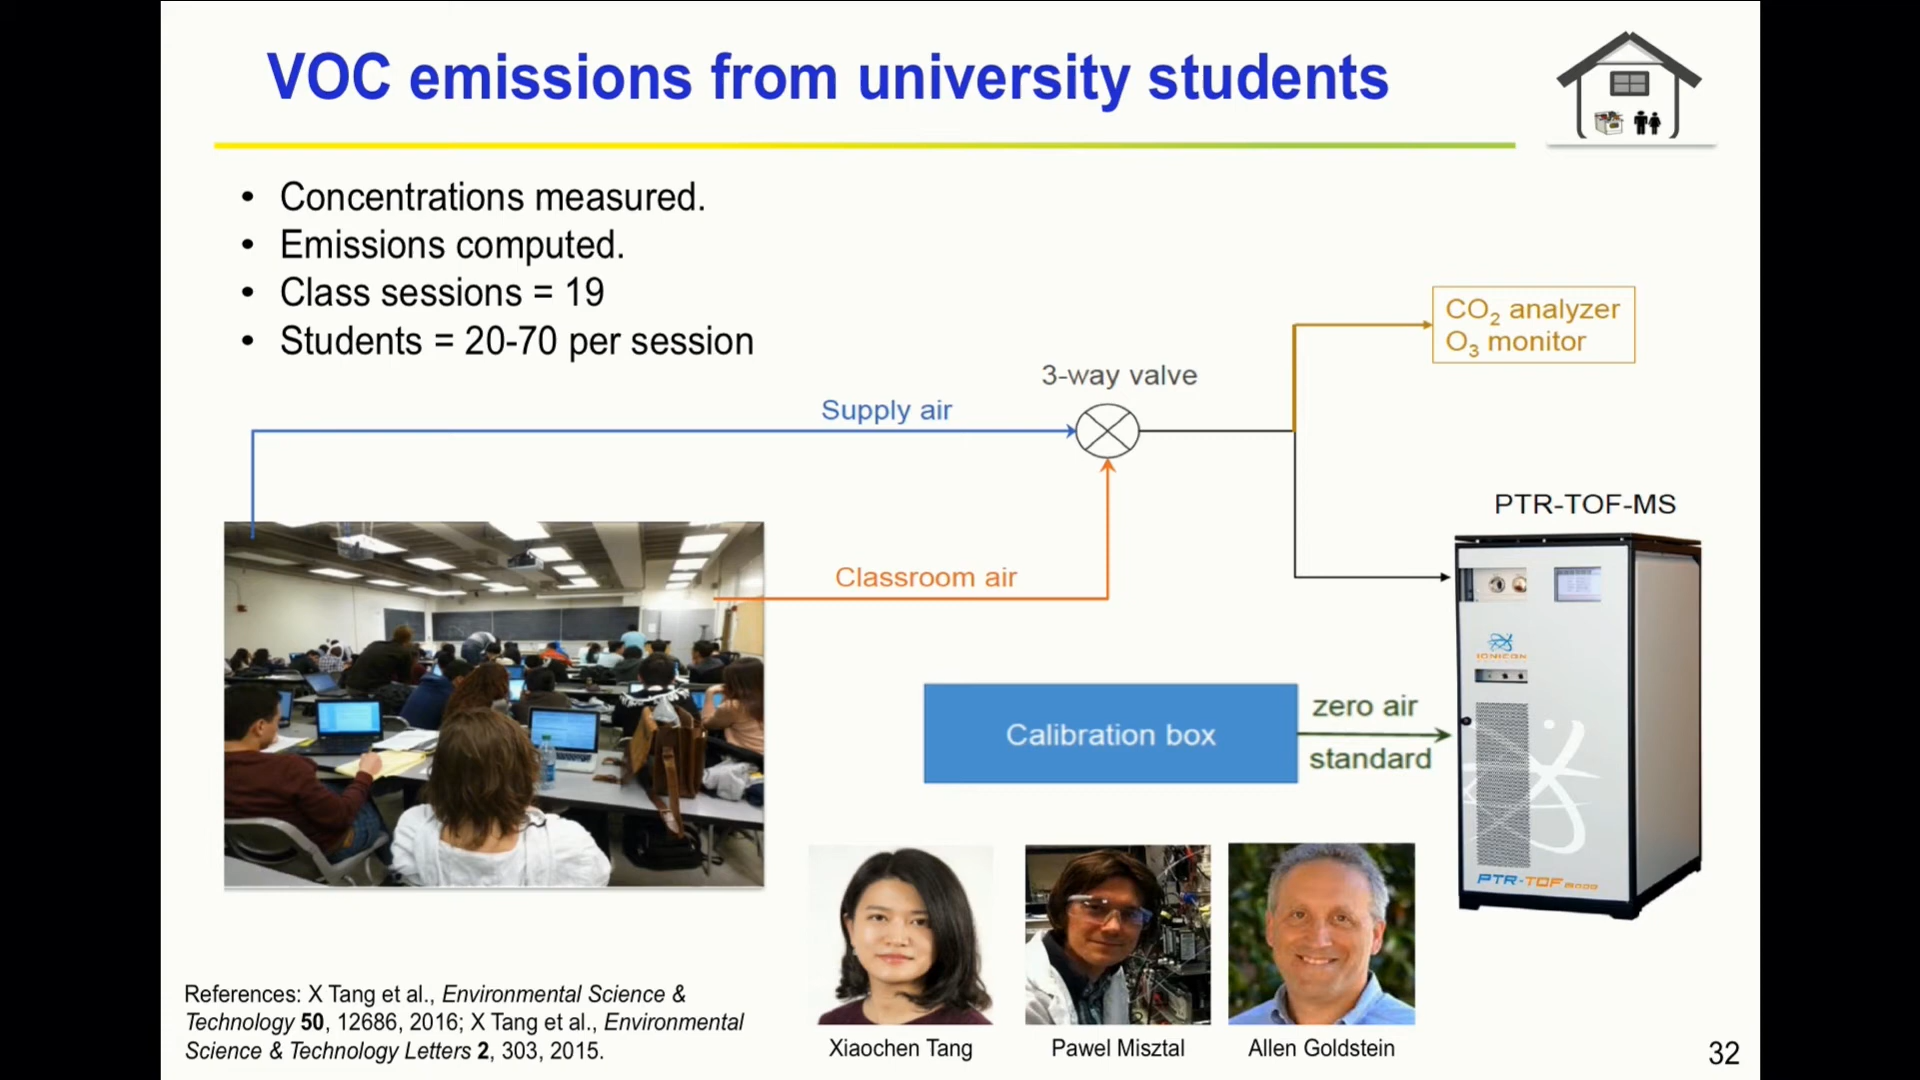 VOC emissions from university students
• Concentrations measured.
• Emissions computed.
• Class sessions = 19
• Students = 20-70 per session
CO₂ analyzer
O₃ monitor
3-way valve
Supply air
PTR-TOF-MS
Classroom air
IONICON
zero air
Calibration box
standard
PTR-TOF 8000
References: X Tang et al., Environmental Science &
Technology 50, 12686, 2016; X Tang et al., Environmental
Science & Technology Letters 2, 303, 2015.
Xiaochen Tang
Pawel Misztal
Allen Goldstein
32